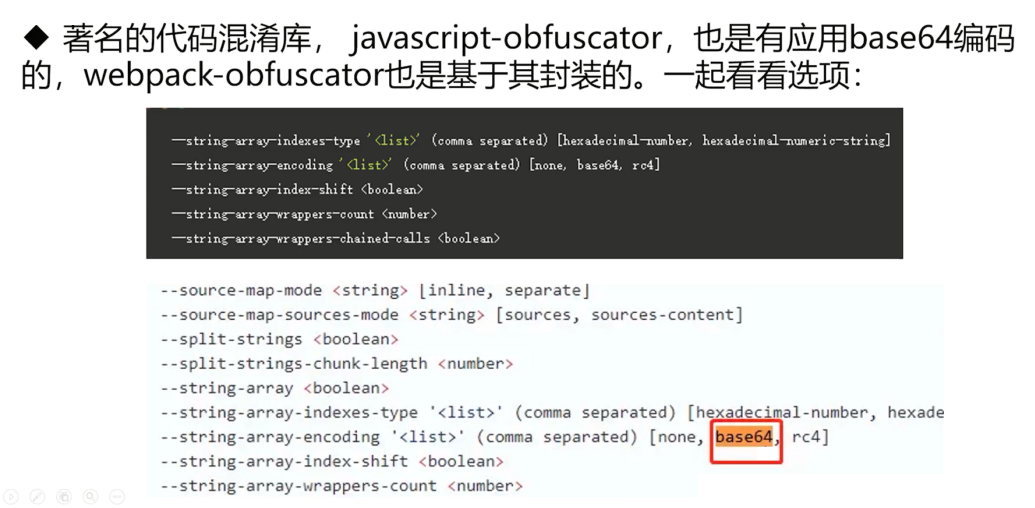 ◆ 著名的代码混淆库， javascript-obfuscator，也是有应用base64编码
的，webpack-obfuscator也是基于其封装的。一起看看选项：
—string-array-indexes-type '<list>' (comma separated) [hexadecimal-number, hexadecimal-numeric-string]
—string-array-encoding '<list>' (comma separated) [none, base64, rc4]
—string-array-index-shift <boolean>
—string-array-wrappers-count <number>
—string-array-wrappers-chained-calls <boolean>
--source-map-mode <string> [inline, separate]
--source-map-sources-mode <string> [sources, sources-content]
--split-strings <boolean>
--split-strings-chunk-length <number>
--string-array <boolean>
--string-array-indexes-type '<list>' (comma separated) [hexadecimal-number, hexade
--string-array-encoding '<list>' (comma separated) [none, base64, rc4]
--string-array-index-shift <boolean>
--string-array-wrappers-count <number>